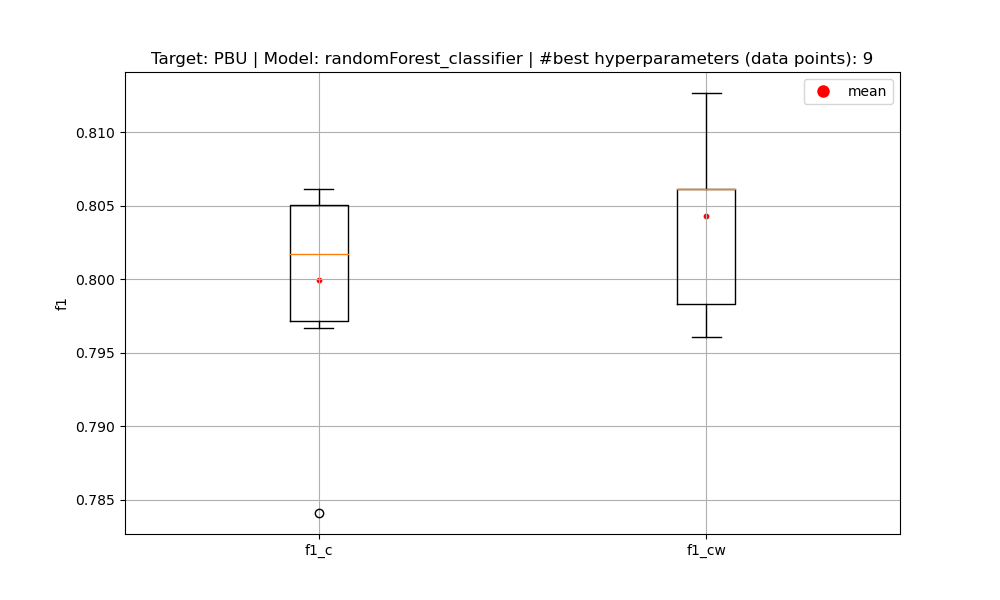 Target: PBU | Model: randomForest_classifier | #best hyperparameters (data points): 9
mean
0.810
0.805
0.800
0.795
0.790
0.785
f1
f1_c
f1_cw